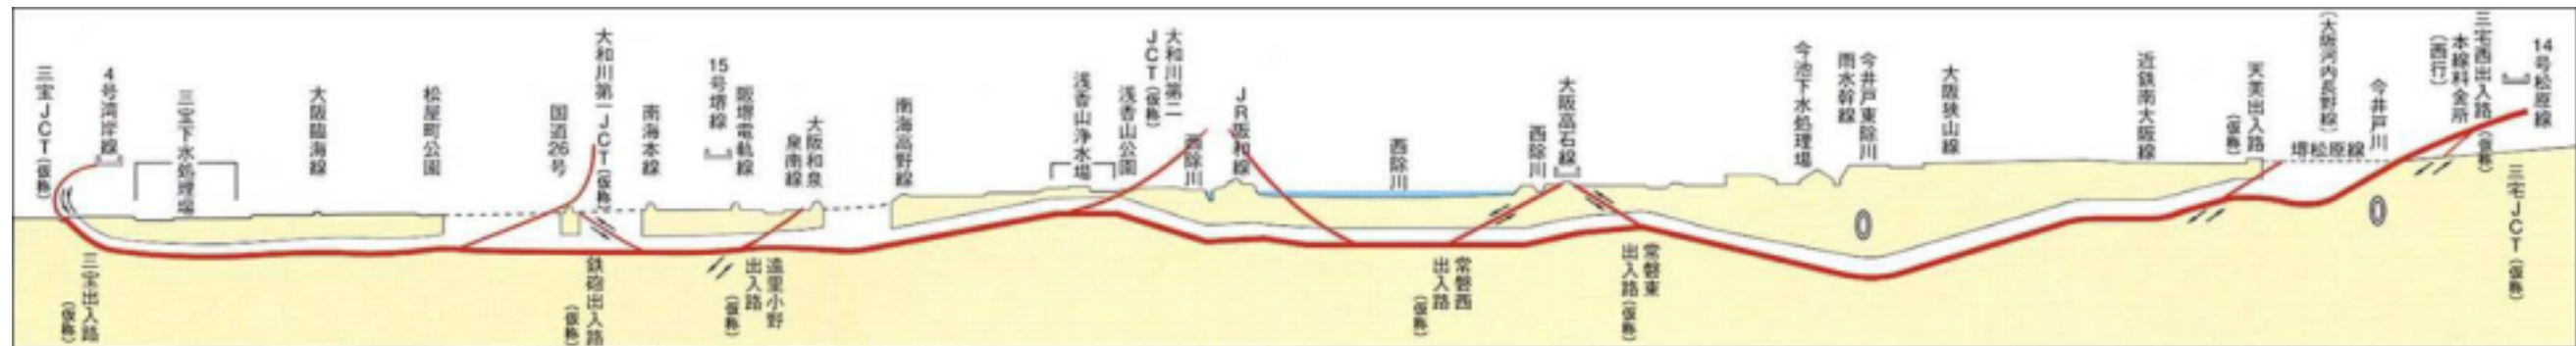 三宝JCT(仮称)
4号湾岸線
三宝出入路
(仮称)
三宝下水処理場
大阪臨海線
松屋町公園
国道26号
大和川第一JCT(仮称)
鉄砲出入路
(仮称)
南海本線
15号堺線
阪堺電軌線
遠里小野
出入路
(仮称)
大阪和泉
泉南線
南海高野線
浅香山浄水場
浅香山公園
大和川第二
JCT(仮称)
西除川
JR阪和線
西除川
常磐西
出入路
(仮称)
西除川
大阪高石線
常磐東
出入路(仮称)
今池下水処理場
今井戸東除川
雨水幹線
大阪狭山線
近鉄南大阪線
天美出入路
(仮称)
(大阪河内長野線)
堺松原線
今井戸川
三宅西出入路(仮称)
本線料金所
(西行)
14号松原線
三宅JCT(仮称)